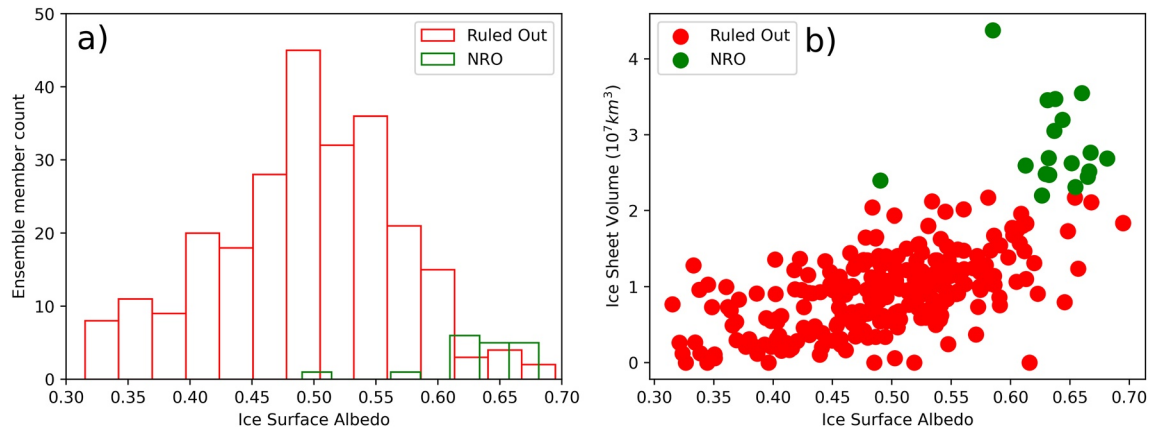 a)
Ruled Out
NRO
50
40
30
20
10
0
Ensemble member count
0.30 0.35 0.40 0.45 0.50 0.55 0.60 0.65 0.70
Ice Surface Albedo
Ruled Out
NRO
b)
4
3
2
1
0
Ice Sheet Volume (10⁷km³)
0.30 0.35 0.40 0.45 0.50 0.55 0.60 0.65 0.70
Ice Surface Albedo